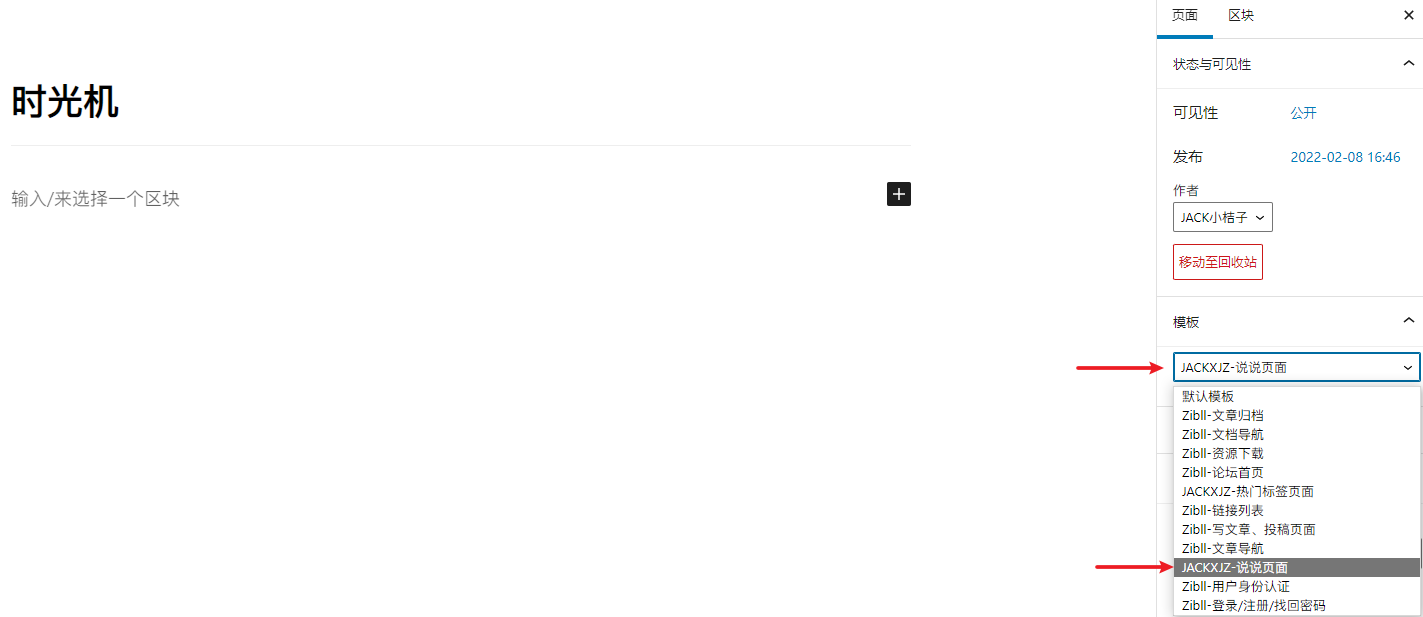 页面 区块
状态与可见性
时光机
可见性 公开
发布 2022-02-08 16:46
输入/来选择一个区块
作者
JACK小桔子
移动至回收站
模板
JACKXJZ-说说页面
默认模板
Zibll-文章归档
Zibll-文档导航
Zibll-资源下载
Zibll-论坛首页
JACKXJZ-热门标签页面
Zibll-链接列表
Zibll-写文章、投稿页面
Zibll-文章导航
JACKXJZ-说说页面
Zibll-用户身份认证
Zibll-登录/注册/找回密码